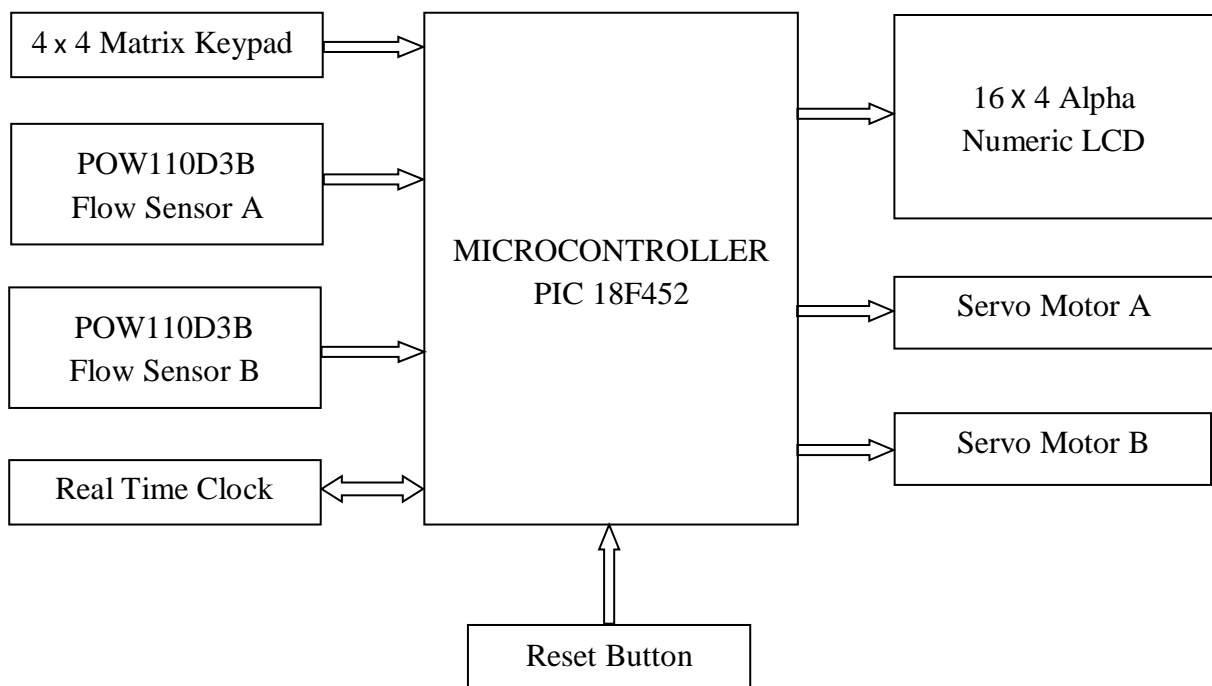 4 x 4 Matrix Keypad
POW110D3B
Flow Sensor A
POW110D3B
Flow Sensor B
Real Time Clock
MICROCONTROLLER
PIC 18F452
16 x 4 Alpha
Numeric LCD
Servo Motor A
Servo Motor B
Reset Button